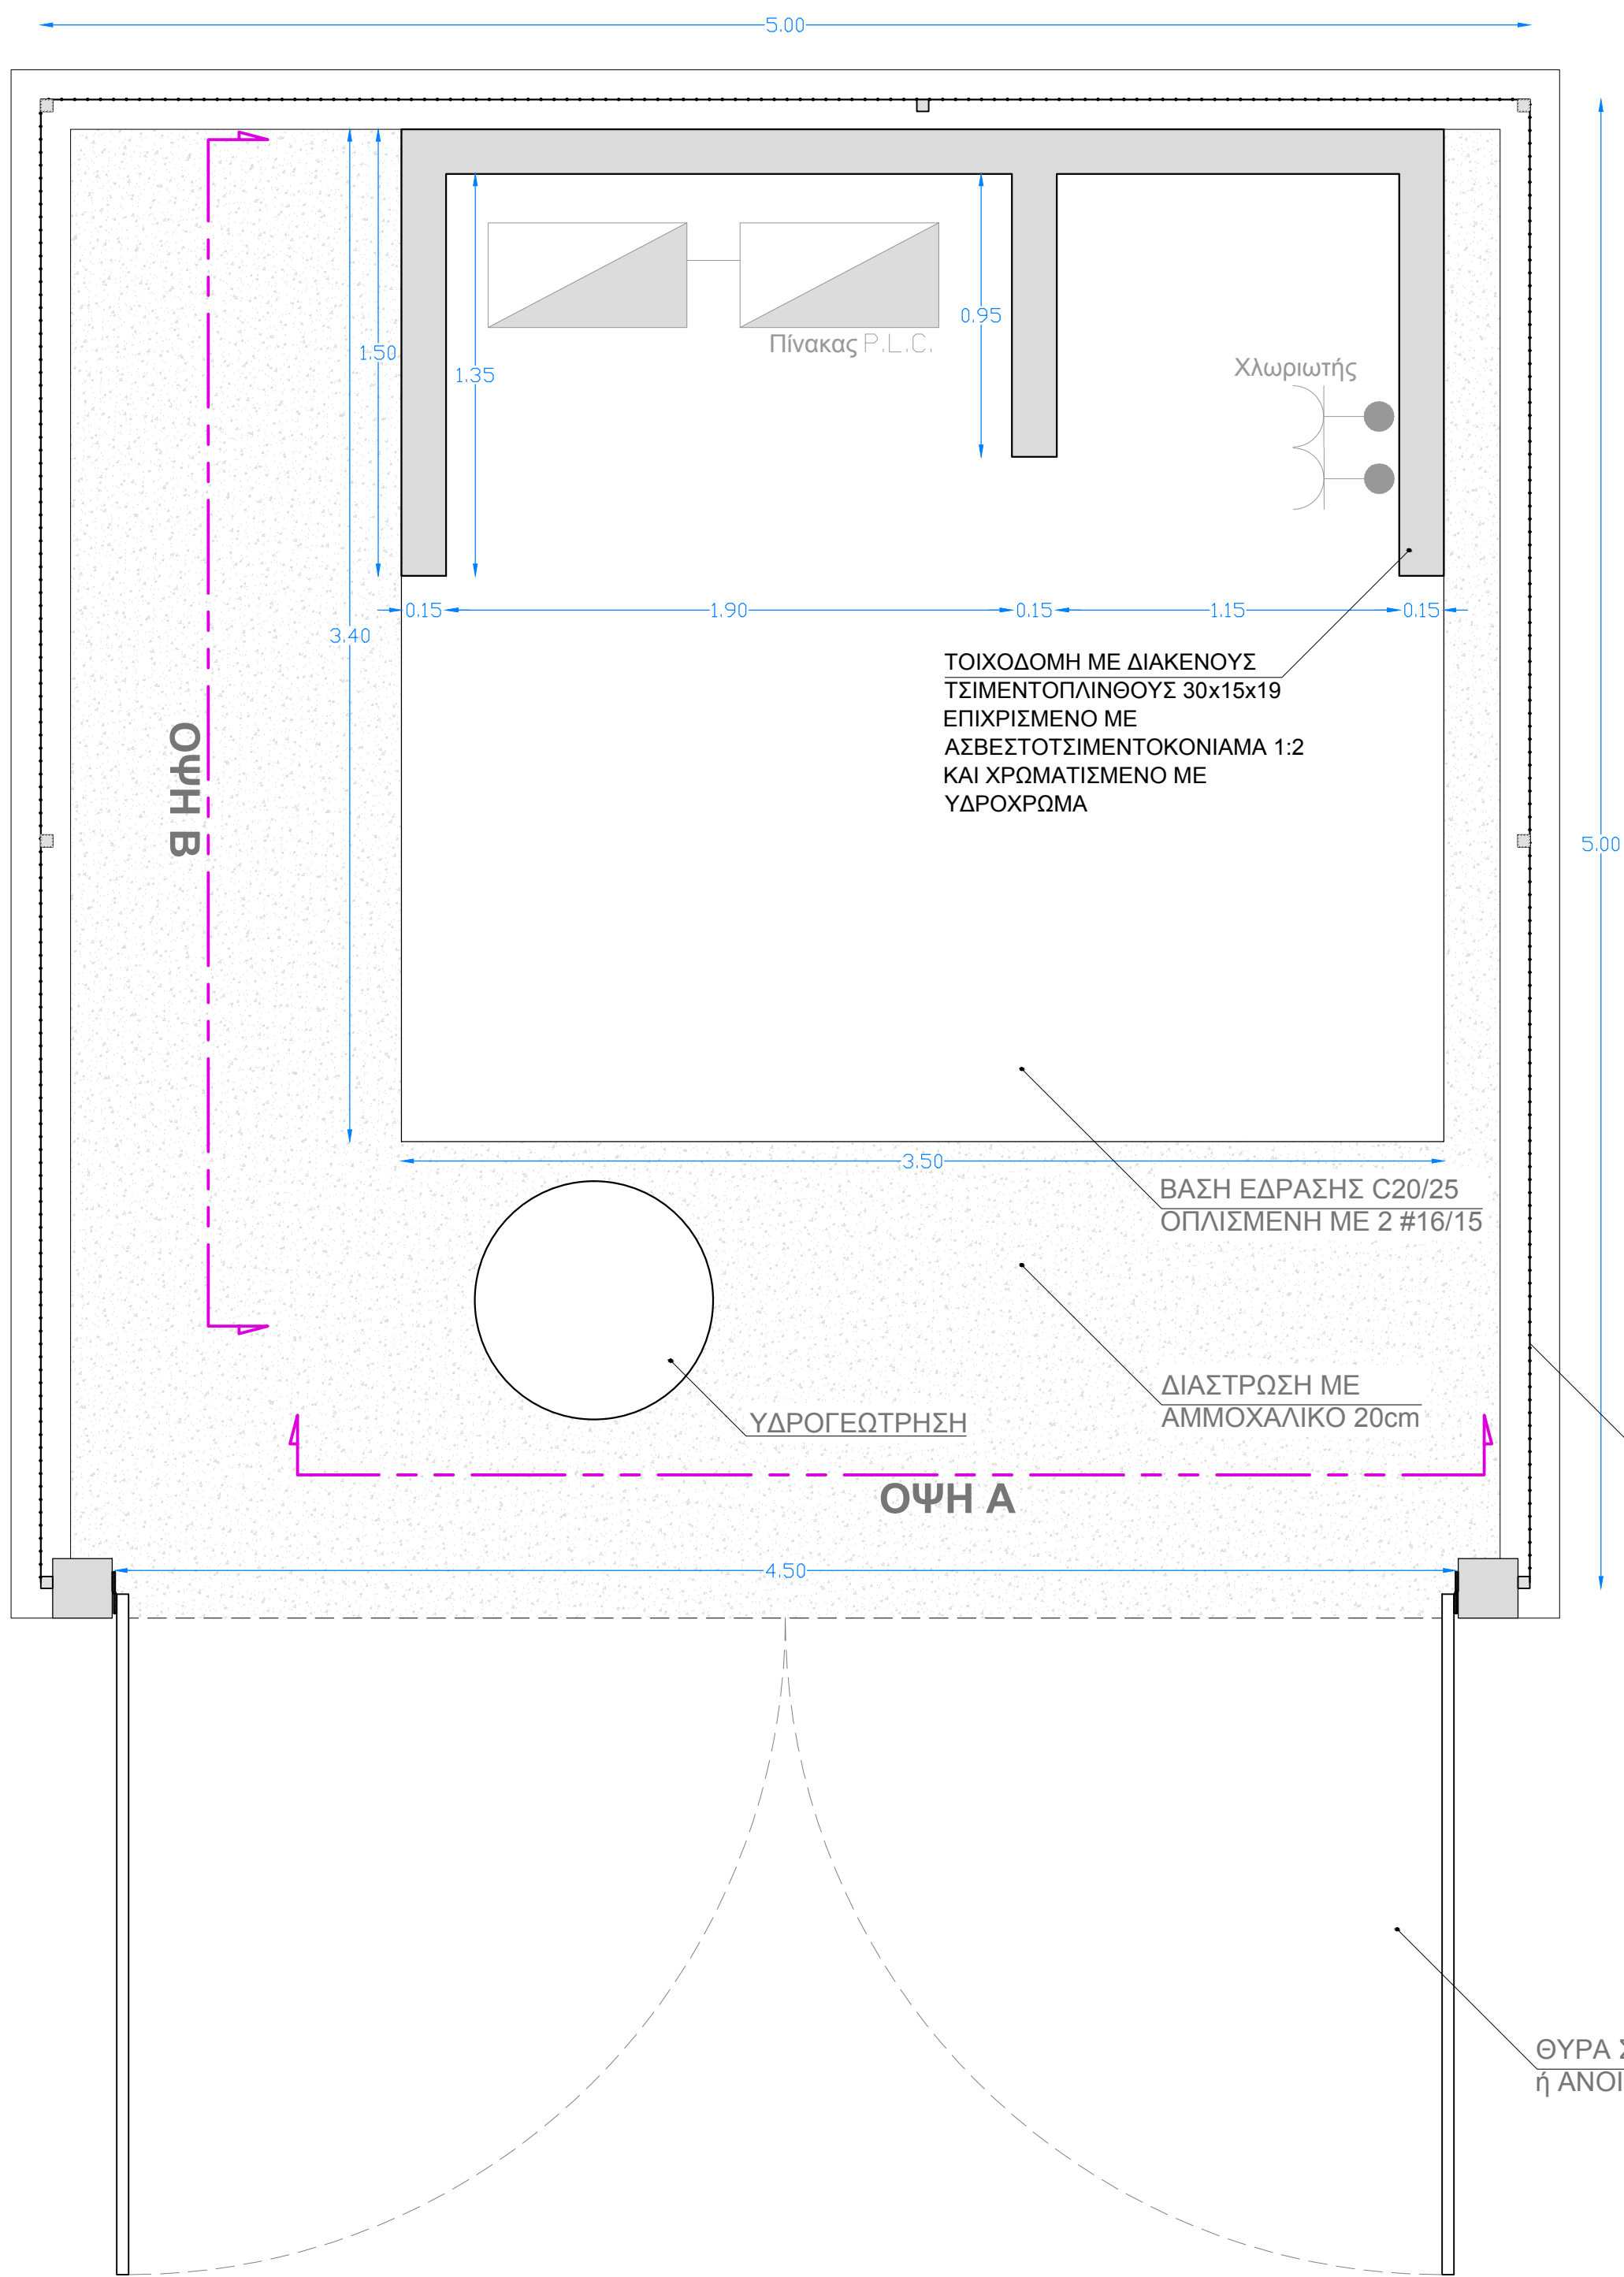 5.00
Πίνακας P.L.C.
0.95
1.50
1.35
Χλωριωτής
0.15
1.90
0.15
1.15
0.15
3.40
ΤΟΙΧΟΔΟΜΗ ΜΕ ΔΙΑΚΕΝΟΥΣ
ΤΣΙΜΕΝΤΟΠΛΙΝΘΟΥΣ 30x15x19
ΕΠΙΧΡΙΣΜΕΝΟ ΜΕ
ΑΣΒΕΣΤΟΤΣΙΜΕΝΤΟΚΟΝΙΑΜΑ 1:2
ΚΑΙ ΧΡΩΜΑΤΙΣΜΕΝΟ ΜΕ
ΥΔΡΟΧΡΩΜΑ
ΟΨΗ Β
5.00
3.50
ΒΑΣΗ ΕΔΡΑΣΗΣ C20/25
ΟΠΛΙΣΜΕΝΗ ΜΕ 2 #16/15
ΔΙΑΣΤΡΩΣΗ ΜΕ
ΑΜΜΟΧΑΛΙΚΟ 20cm
ΥΔΡΟΓΕΩΤΡΗΣΗ
ΟΨΗ Α
4.50
ΘΥΡΑ Σ
ή ΑΝΟΙ